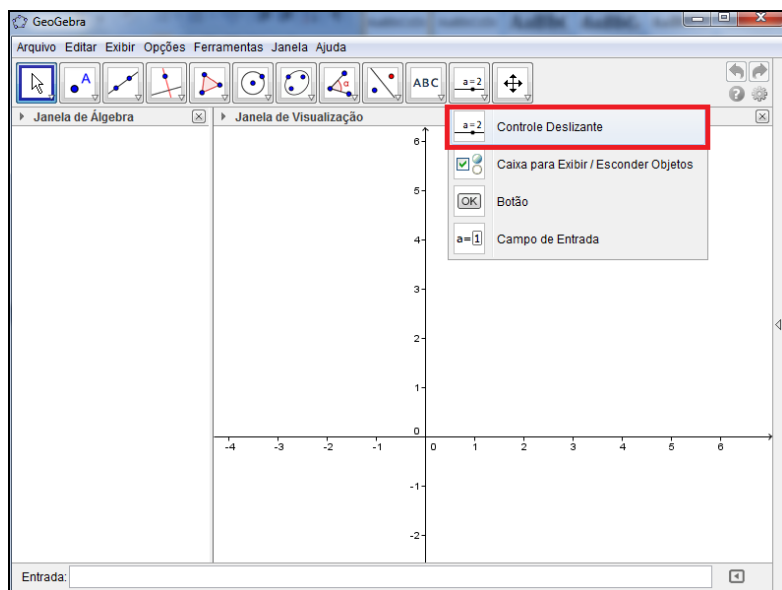 GeoGebra
Arquivo Editar Exibir Opções Ferramentas Janela Ajuda
A ABC a=2
Janela de Álgebra
Janela de Visualização
a=2 Controle Deslizante
Caixa para Exibir / Esconder Objetos
OK Botão
a=1 Campo de Entrada
6
5
4
3
2
1
0
-4 -3 -2 -1 0 1 2 3 4 5 6
-1
-2
Entrada: